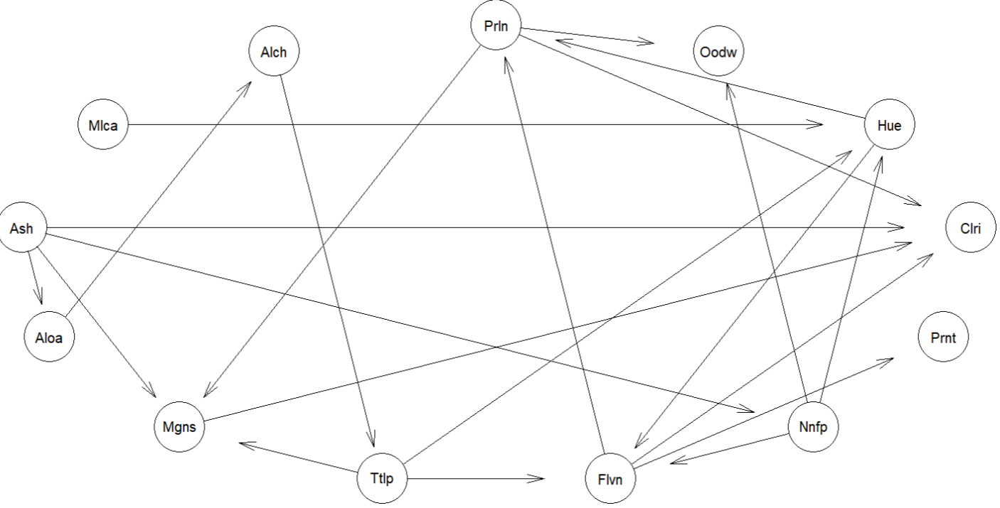 Prln
Alch
Oodw
Mlca
Hue
Ash
Clri
Aloa
Prnt
Mgns
Nnfp
Ttlp
Flvn